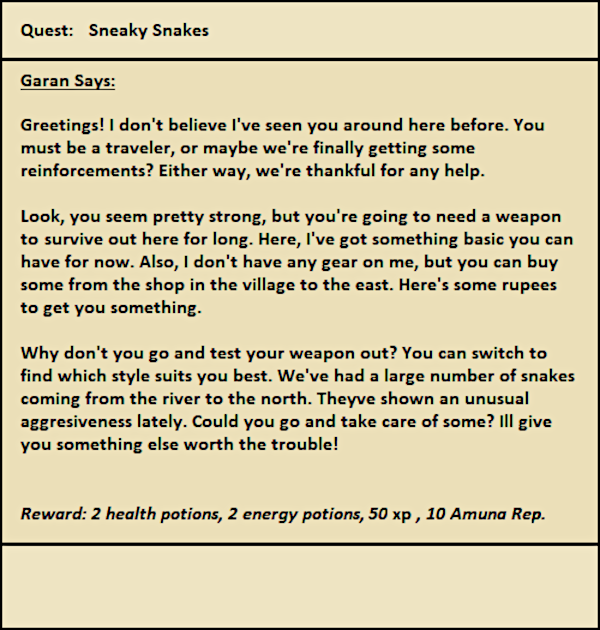 Quest: Sneaky Snakes
Garan Says:
Greetings! I don't believe I've seen you around here before. You
must be a traveler, or maybe we're finally getting some
reinforcements? Either way, we're thankful for any help.
Look, you seem pretty strong, but you're going to need a weapon
to survive out here for long. Here, I've got something basic you can
have for now. Also, I don't have any gear on me, but you can buy
some from the shop in the village to the east. Here's some rupees
to get you something.
Why don't you go and test your weapon out? You can switch to
find which style suits you best. We've had a large number of snakes
coming from the river to the north. Theyve shown an unusual
aggresiveness lately. Could you go and take care of some? Ill give
you something else worth the trouble!
Reward: 2 health potions, 2 energy potions, 50 xp , 10 Amuna Rep.